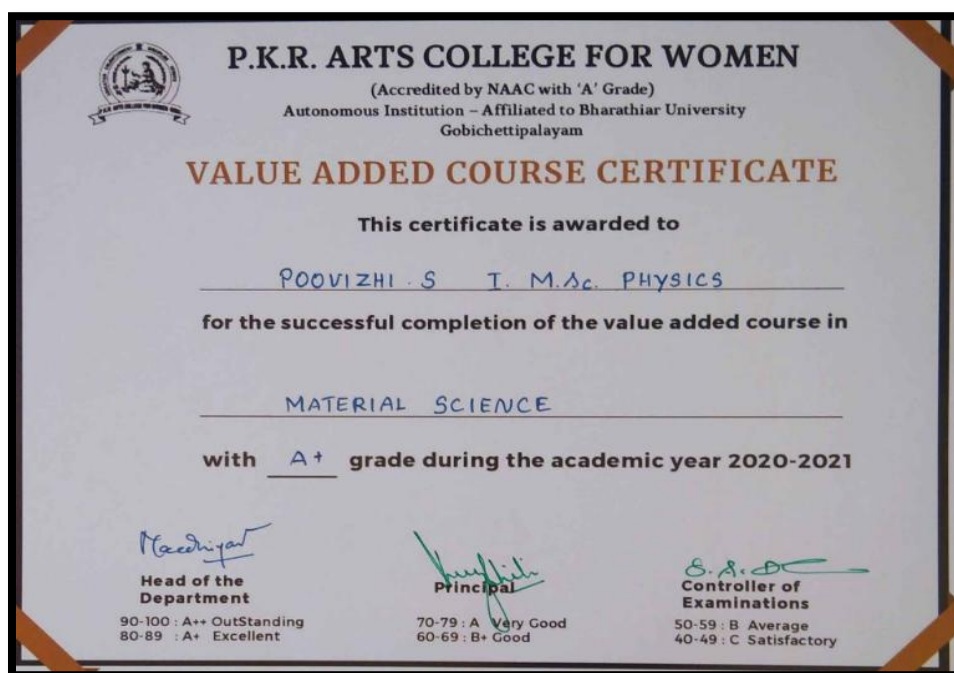 P.K.R. ARTS COLLEGE FOR WOMEN
(Accredited by NAAC with 'A' Grade)
Autonomous Institution – Affiliated to Bharathiar University
Gobichettipalayam
VALUE ADDED COURSE CERTIFICATE
This certificate is awarded to
POOVIZHI . S I. M.Sc. PHYSICS
for the successful completion of the value added course in
MATERIAL SCIENCE
with A+ grade during the academic year 2020-2021
Head of the
Department
90-100 : A++ OutStanding
80-89 : A+ Excellent
Principal
70-79 : A Very Good
60-69 : B+ Good
Controller of
Examinations
50-59 : B Average
40-49 : C Satisfactory